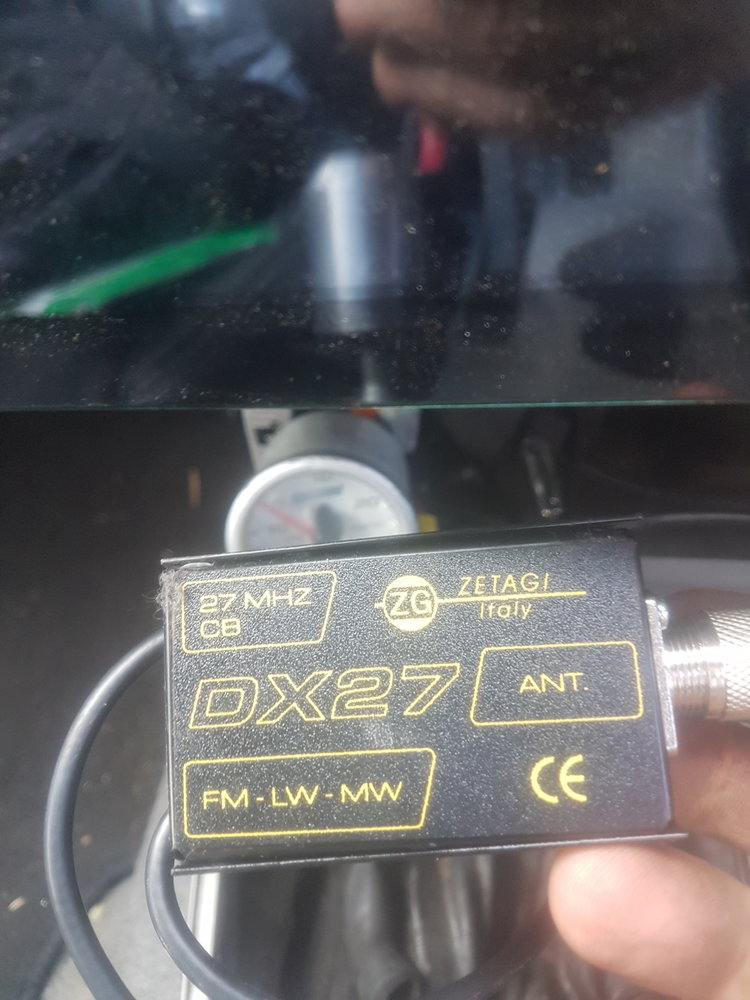 27 MHZ
CB
ZG
ZETAGI
Italy
DX27
ANT.
FM - LW - MW
CE